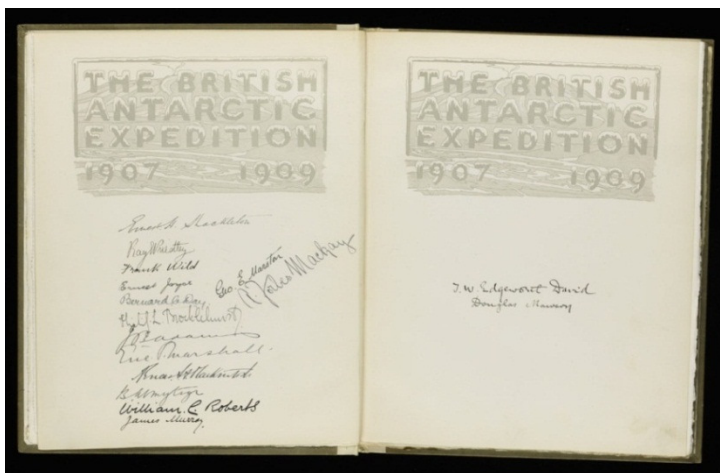 THE BRITISH
ANTARCTIC
EXPEDITION
1907 1909
Ernest H. Shackleton
Raymond Priestley
Frank Wild
Ernest Joyce
Bernard C. Day
Geo. E. Marston
A. Forbes Mackay
Eric S. Marshall.
William. C. Roberts
James Murray
THE BRITISH
ANTARCTIC
EXPEDITION
1907 1909
T. W. Edgeworth David
Douglas Mawson